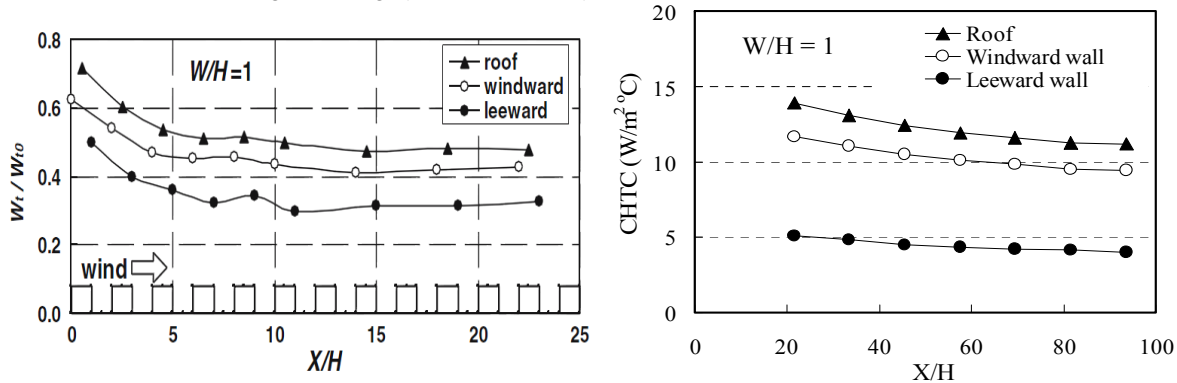 0.8
0.6
0.4
0.2
0.0
Wt / Wt0
W/H=1
roof
windward
leeward
wind
0
5
10
15
20
25
X/H
20
15
10
5
0
CHTC (W/m² °C)
W/H = 1
Roof
Windward wall
Leeward wall
0
20
40
60
80
100
X/H